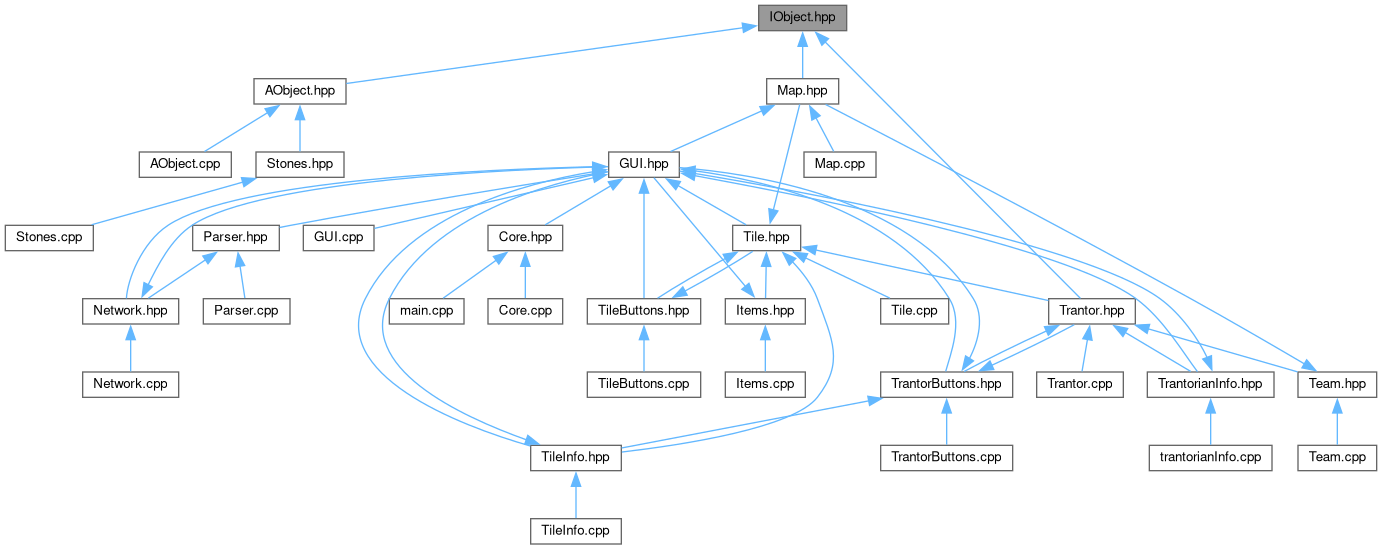 IObject.hpp
AObject.hpp
Map.hpp
AObject.cpp
Stones.hpp
GUI.hpp
Map.cpp
Stones.cpp
Parser.hpp
GUI.cpp
Core.hpp
Tile.hpp
Network.hpp
Parser.cpp
main.cpp
Core.cpp
TileButtons.hpp
Items.hpp
Tile.cpp
Trantor.hpp
Network.cpp
TileButtons.cpp
Items.cpp
TrantorButtons.hpp
Trantor.cpp
TrantorianInfo.hpp
Team.hpp
TileInfo.hpp
TrantorButtons.cpp
trantorianInfo.cpp
Team.cpp
TileInfo.cpp